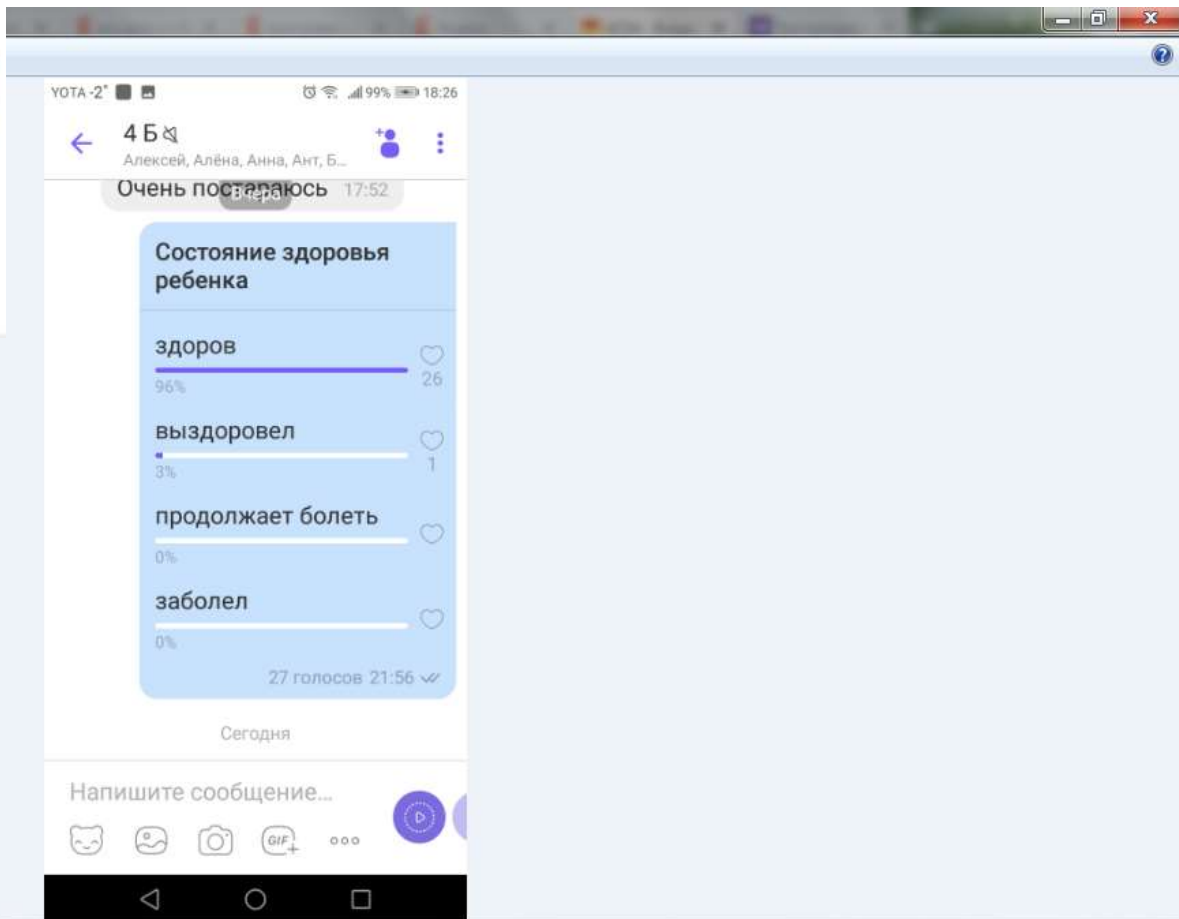 YOTA -2° 99% 18:26
4 Б
Алексей, Алёна, Анна, Ант, Б...
Очень постараюсь 17:52
Вчера
Состояние здоровья
ребенка
здоров
96% 26
выздоровел
3% 1
продолжает болеть
0%
заболел
0%
27 голосов 21:56
Сегодня
Напишите сообщение...
GIF